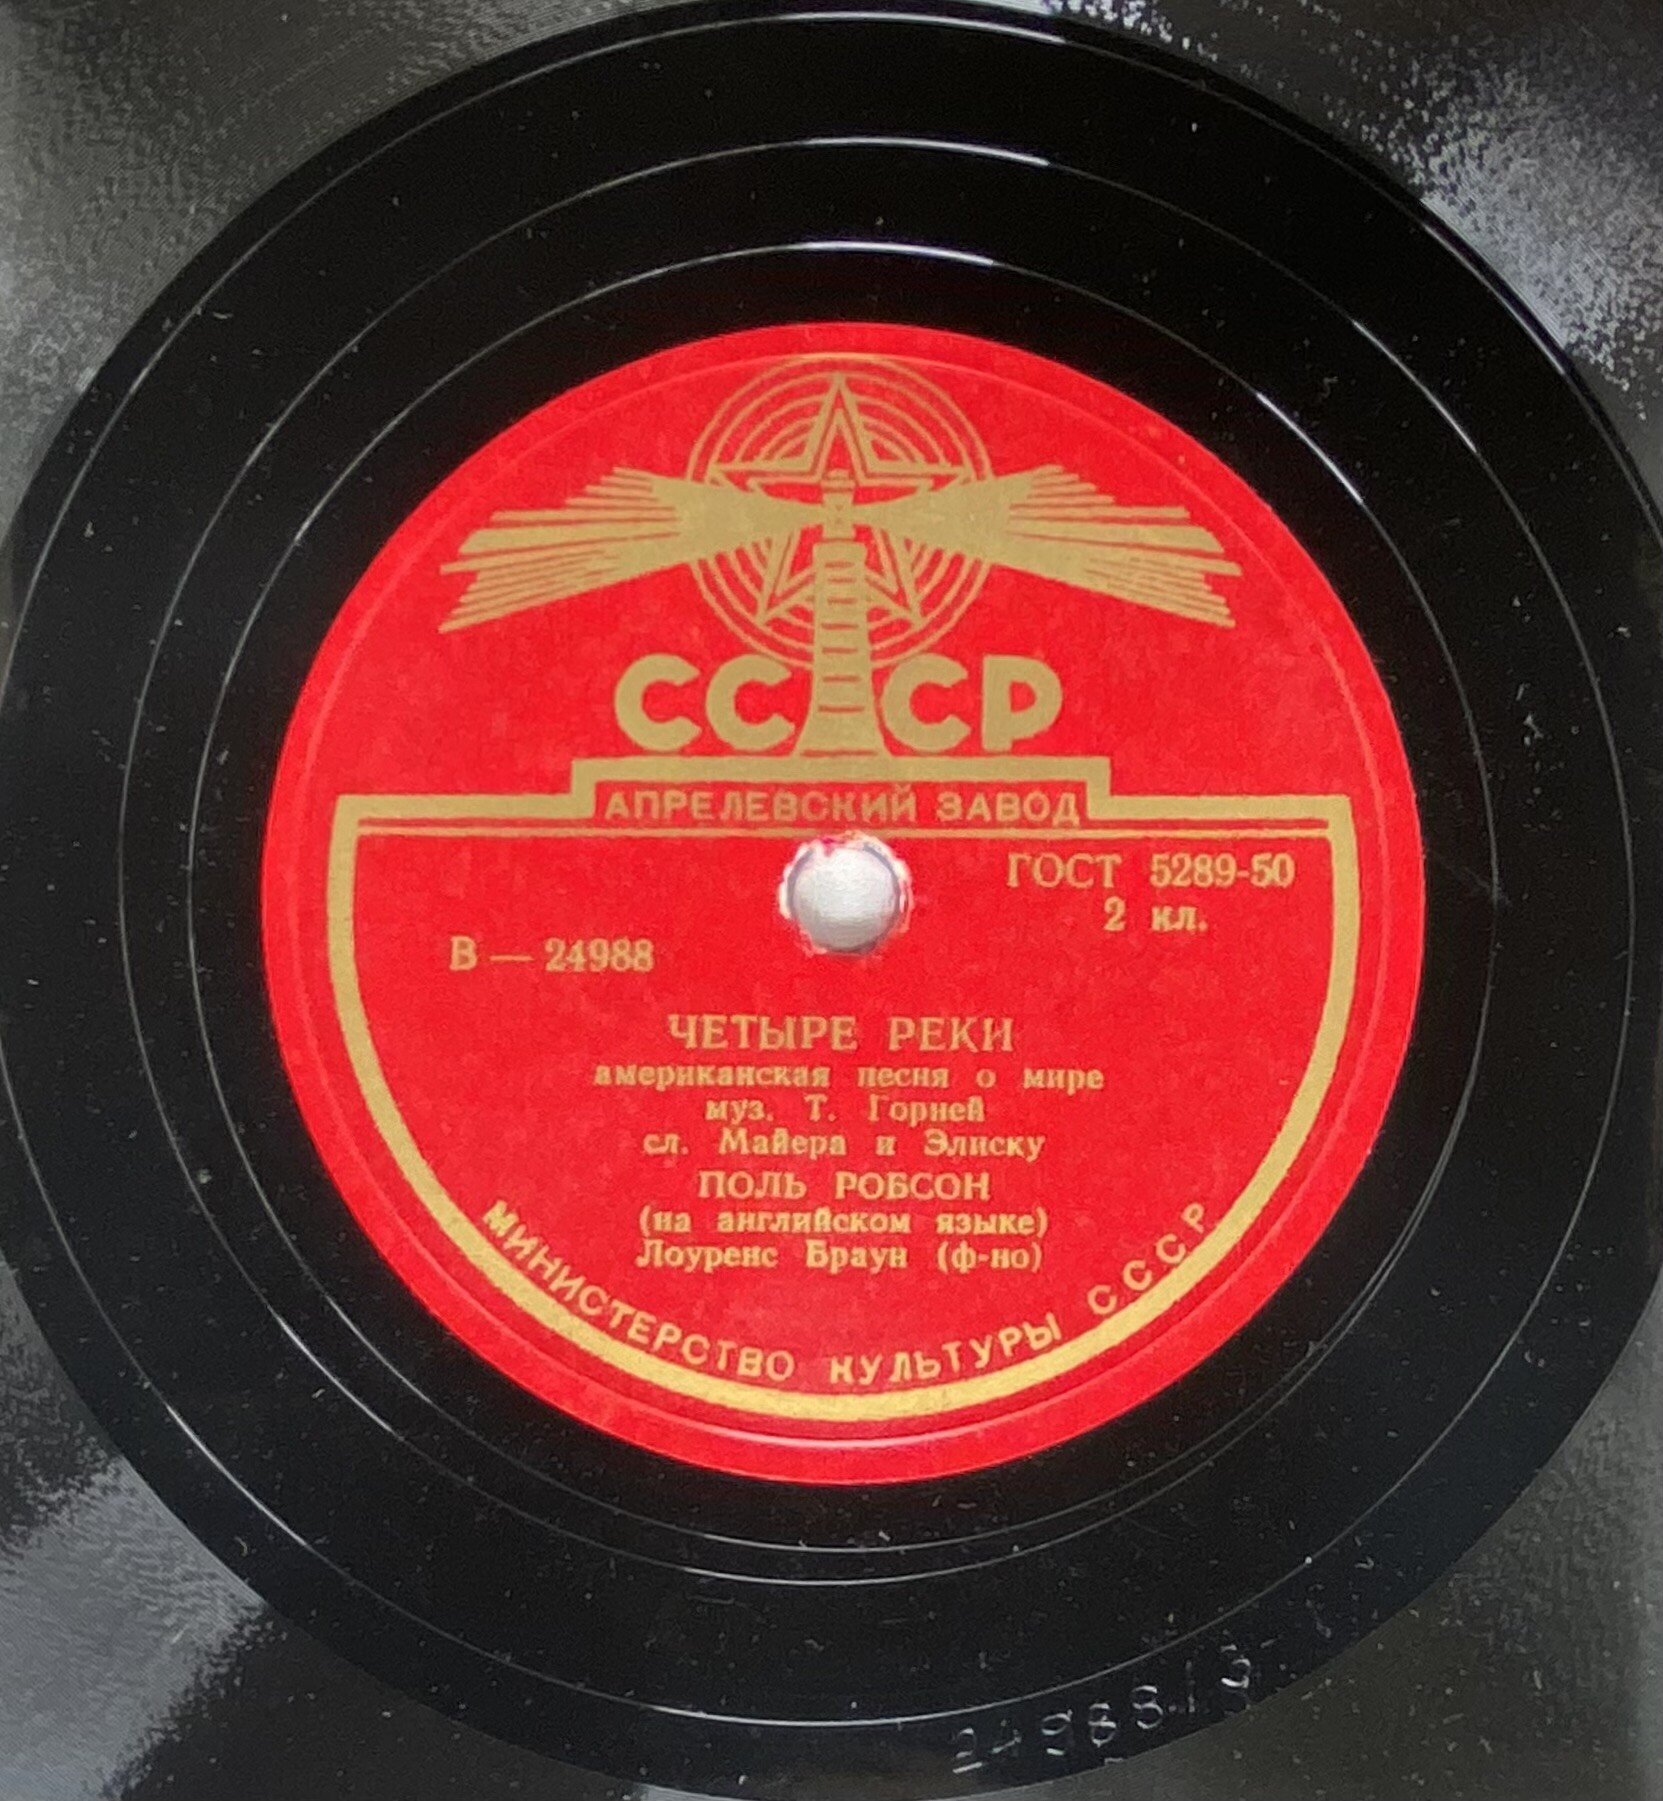 СССР
АПРЕЛЕВСКИЙ ЗАВОД
ГОСТ 5289-50
2 кл.
В — 24988
ЧЕТЫРЕ РЕКИ
американская песня о мире
муз. Т. Горней
сл. Майера и Элиску
ПОЛЬ РОБСОН
(на английском языке)
Лоуренс Браун (ф-но)
МИНИСТЕРСТВО КУЛЬТУРЫ СССР